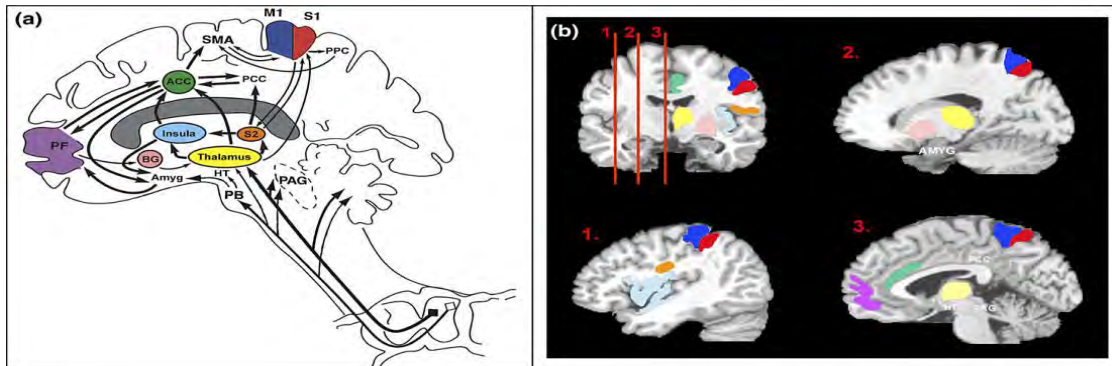 (a)
M1 S1
SMA
PPC
ACC
PCC
Insula
S2
PF
BG
Thalamus
Amyg
HT
PAG
PB
(b)
1 2 3
2.
AMYG
1.
3.
PCC
HT